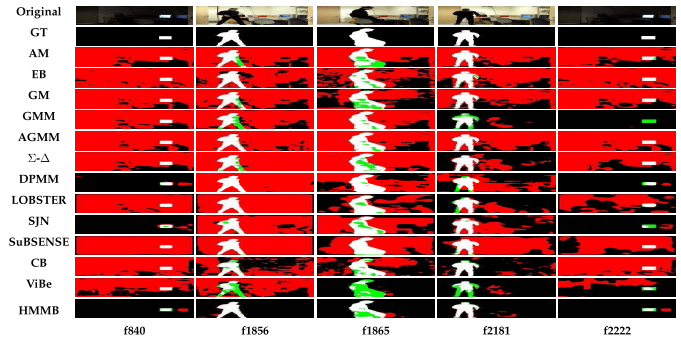 Original
GT
AM
EB
GM
GMM
AGMM
Σ-Δ
DPMM
LOBSTER
SJN
SuBSENSE
CB
ViBe
HMMB
f840 f1856 f1865 f2181 f2222